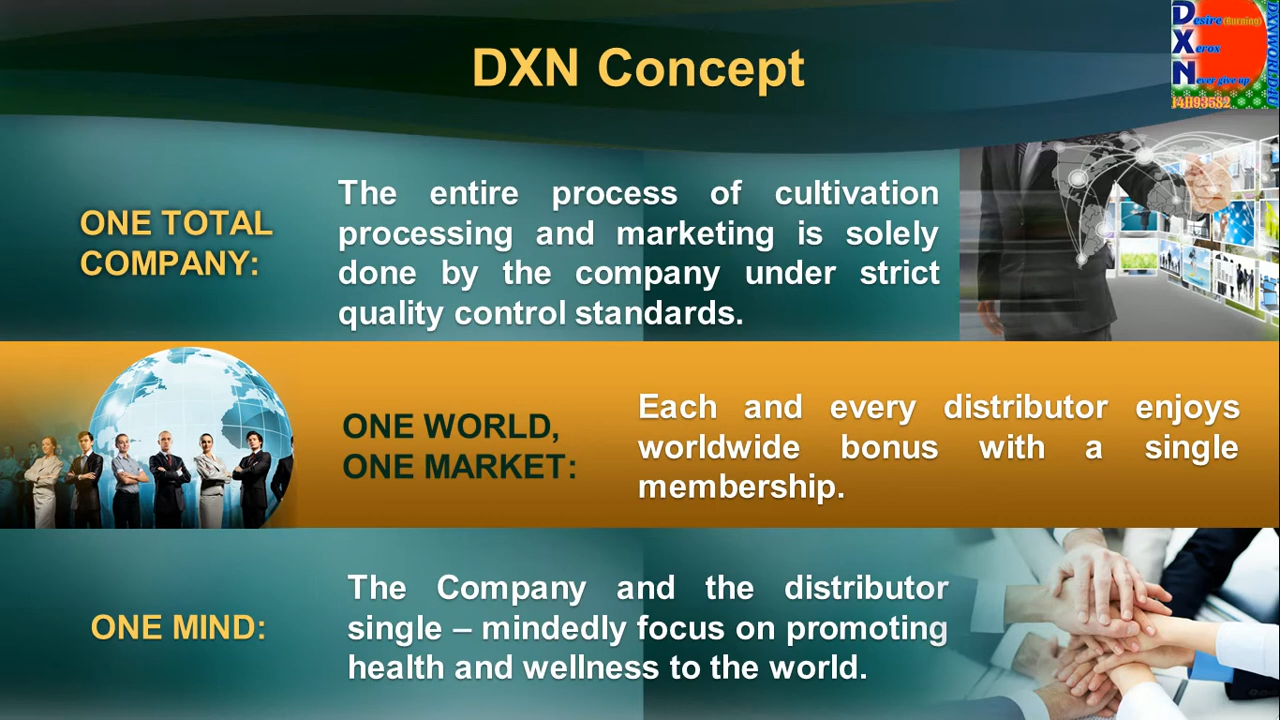 DXN Concept
Desire (Burning)
Xerox
Never give up
14H93582
DXNWORLD4U
ONE TOTAL
COMPANY:
The entire process of cultivation
processing and marketing is solely
done by the company under strict
quality control standards.
ONE WORLD,
ONE MARKET:
Each and every distributor enjoys
worldwide bonus with a single
membership.
ONE MIND:
The Company and the distributor
single – mindedly focus on promoting
health and wellness to the world.